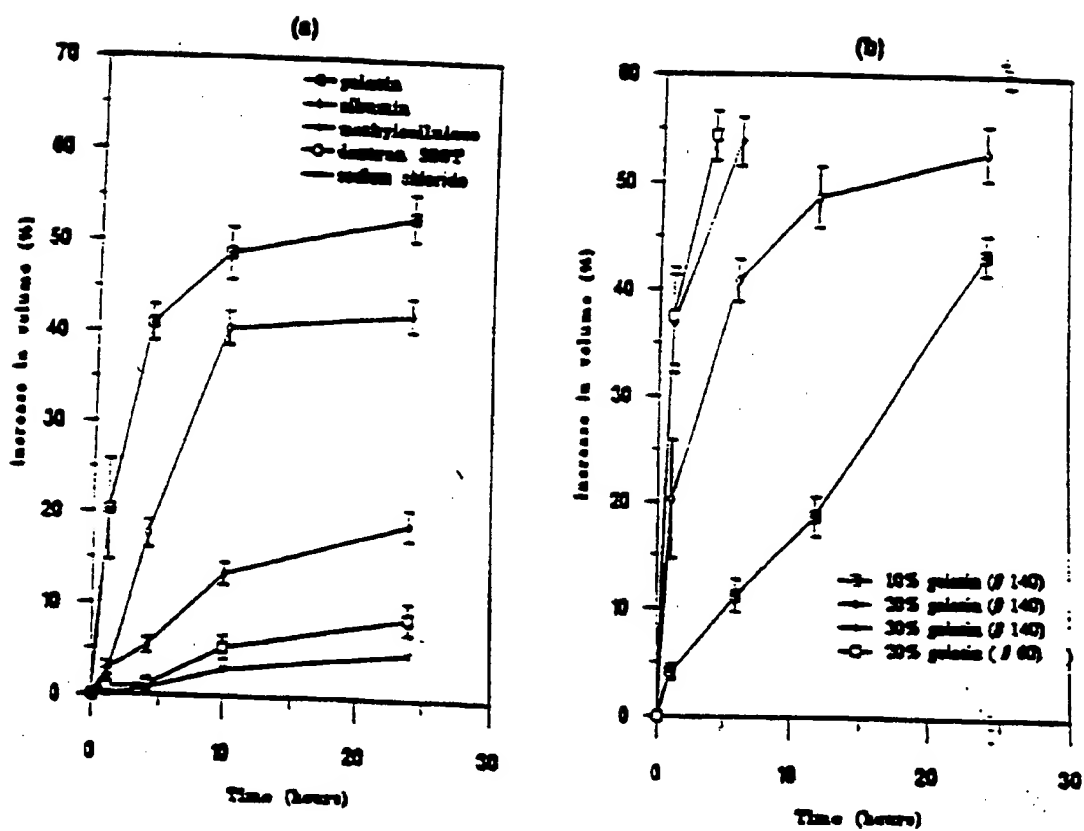 (a)
70
60
50
40
30
20
10
0
0
10
20
30
Increase in volume (%)
Time (hours)
gelatin
albumin
methylcellulose
dextran
sodium chloride
(b)
60
50
40
30
20
10
0
0
10
20
30
Increase in volume (%)
Time (hours)
10% gelatin (# 140)
20% gelatin (# 140)
30% gelatin (# 140)
gelatin (# 60)